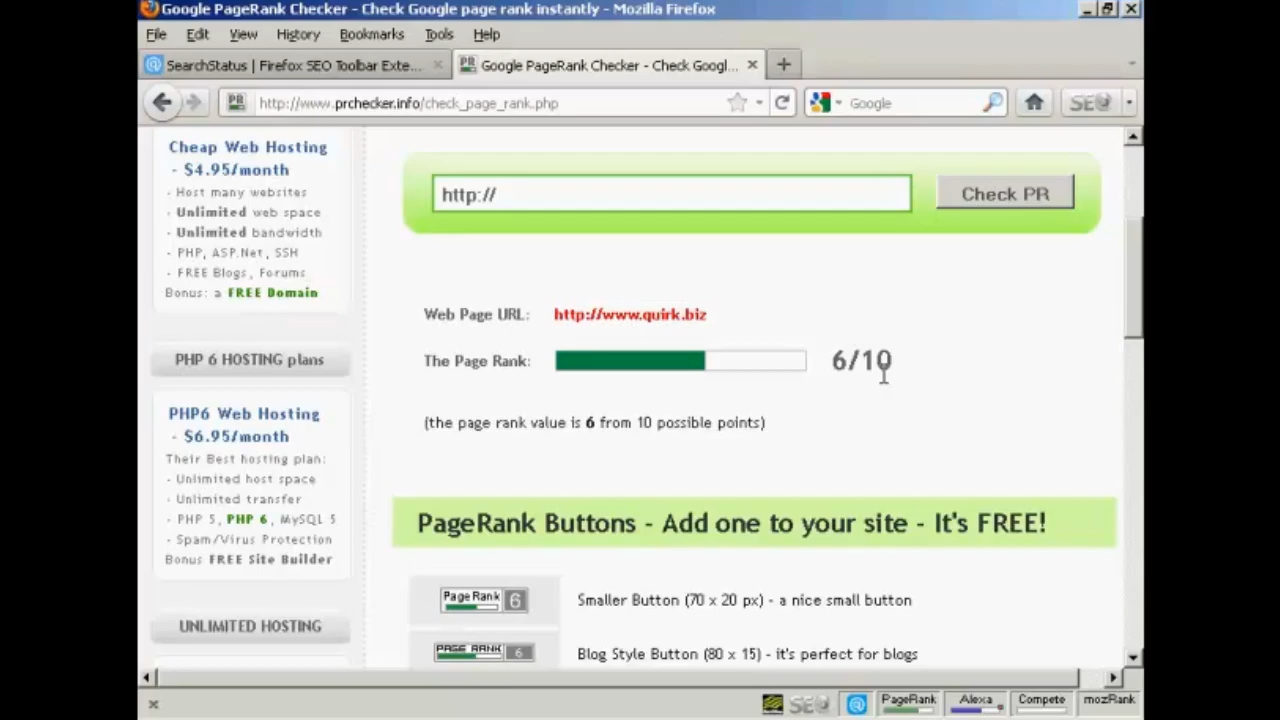 Google PageRank Checker - Check Google page rank instantly - Mozilla Firefox
File Edit View History Bookmarks Tools Help
SearchStatus | Firefox SEO Toolbar Exte...
Google PageRank Checker - Check Googl...
PR http://www.prchecker.info/check_page_rank.php
Google
SEO
Cheap Web Hosting
- $4.95/month
- Host many websites
- Unlimited web space
- Unlimited bandwidth
- PHP, ASP.Net, SSH
- FREE Blogs, Forums
Bonus: a FREE Domain
PHP 6 HOSTING plans
PHP6 Web Hosting
- $6.95/month
Their Best hosting plan:
- Unlimited host space
- Unlimited transfer
- PHP 5, PHP 6, MySQL 5
- Spam/Virus Protection
Bonus FREE Site Builder
UNLIMITED HOSTING
http://
Check PR
Web Page URL: http://www.quirk.biz
The Page Rank: 6/10
(the page rank value is 6 from 10 possible points)
PageRank Buttons - Add one to your site - It's FREE!
Page Rank 6
Smaller Button (70 x 20 px) - a nice small button
PAGE RANK 6
Blog Style Button (80 x 15) - it's perfect for blogs
SEO PageRank Alexa Compete mozRank